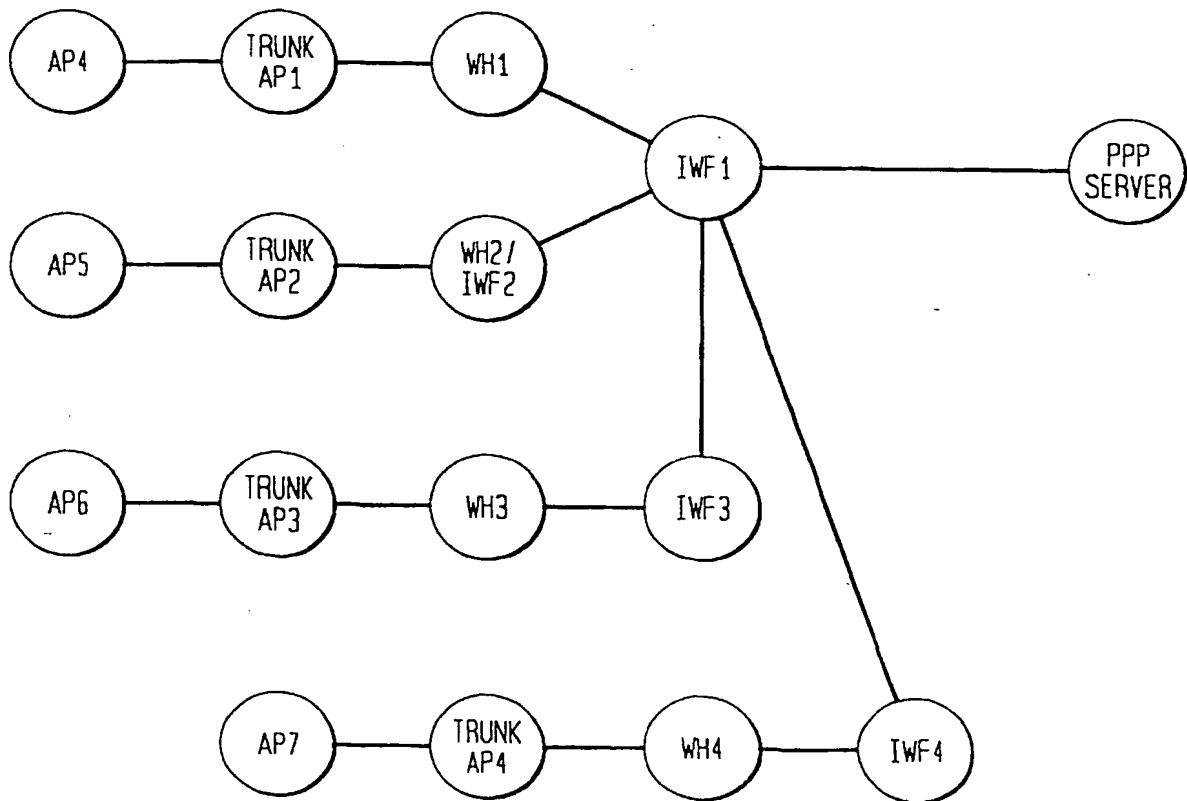 AP4
TRUNK
AP1
WH1
IWF1
PPP
SERVER
AP5
TRUNK
AP2
WH2/
IWF2
AP6
TRUNK
AP3
WH3
IWF3
AP7
TRUNK
AP4
WH4
IWF4